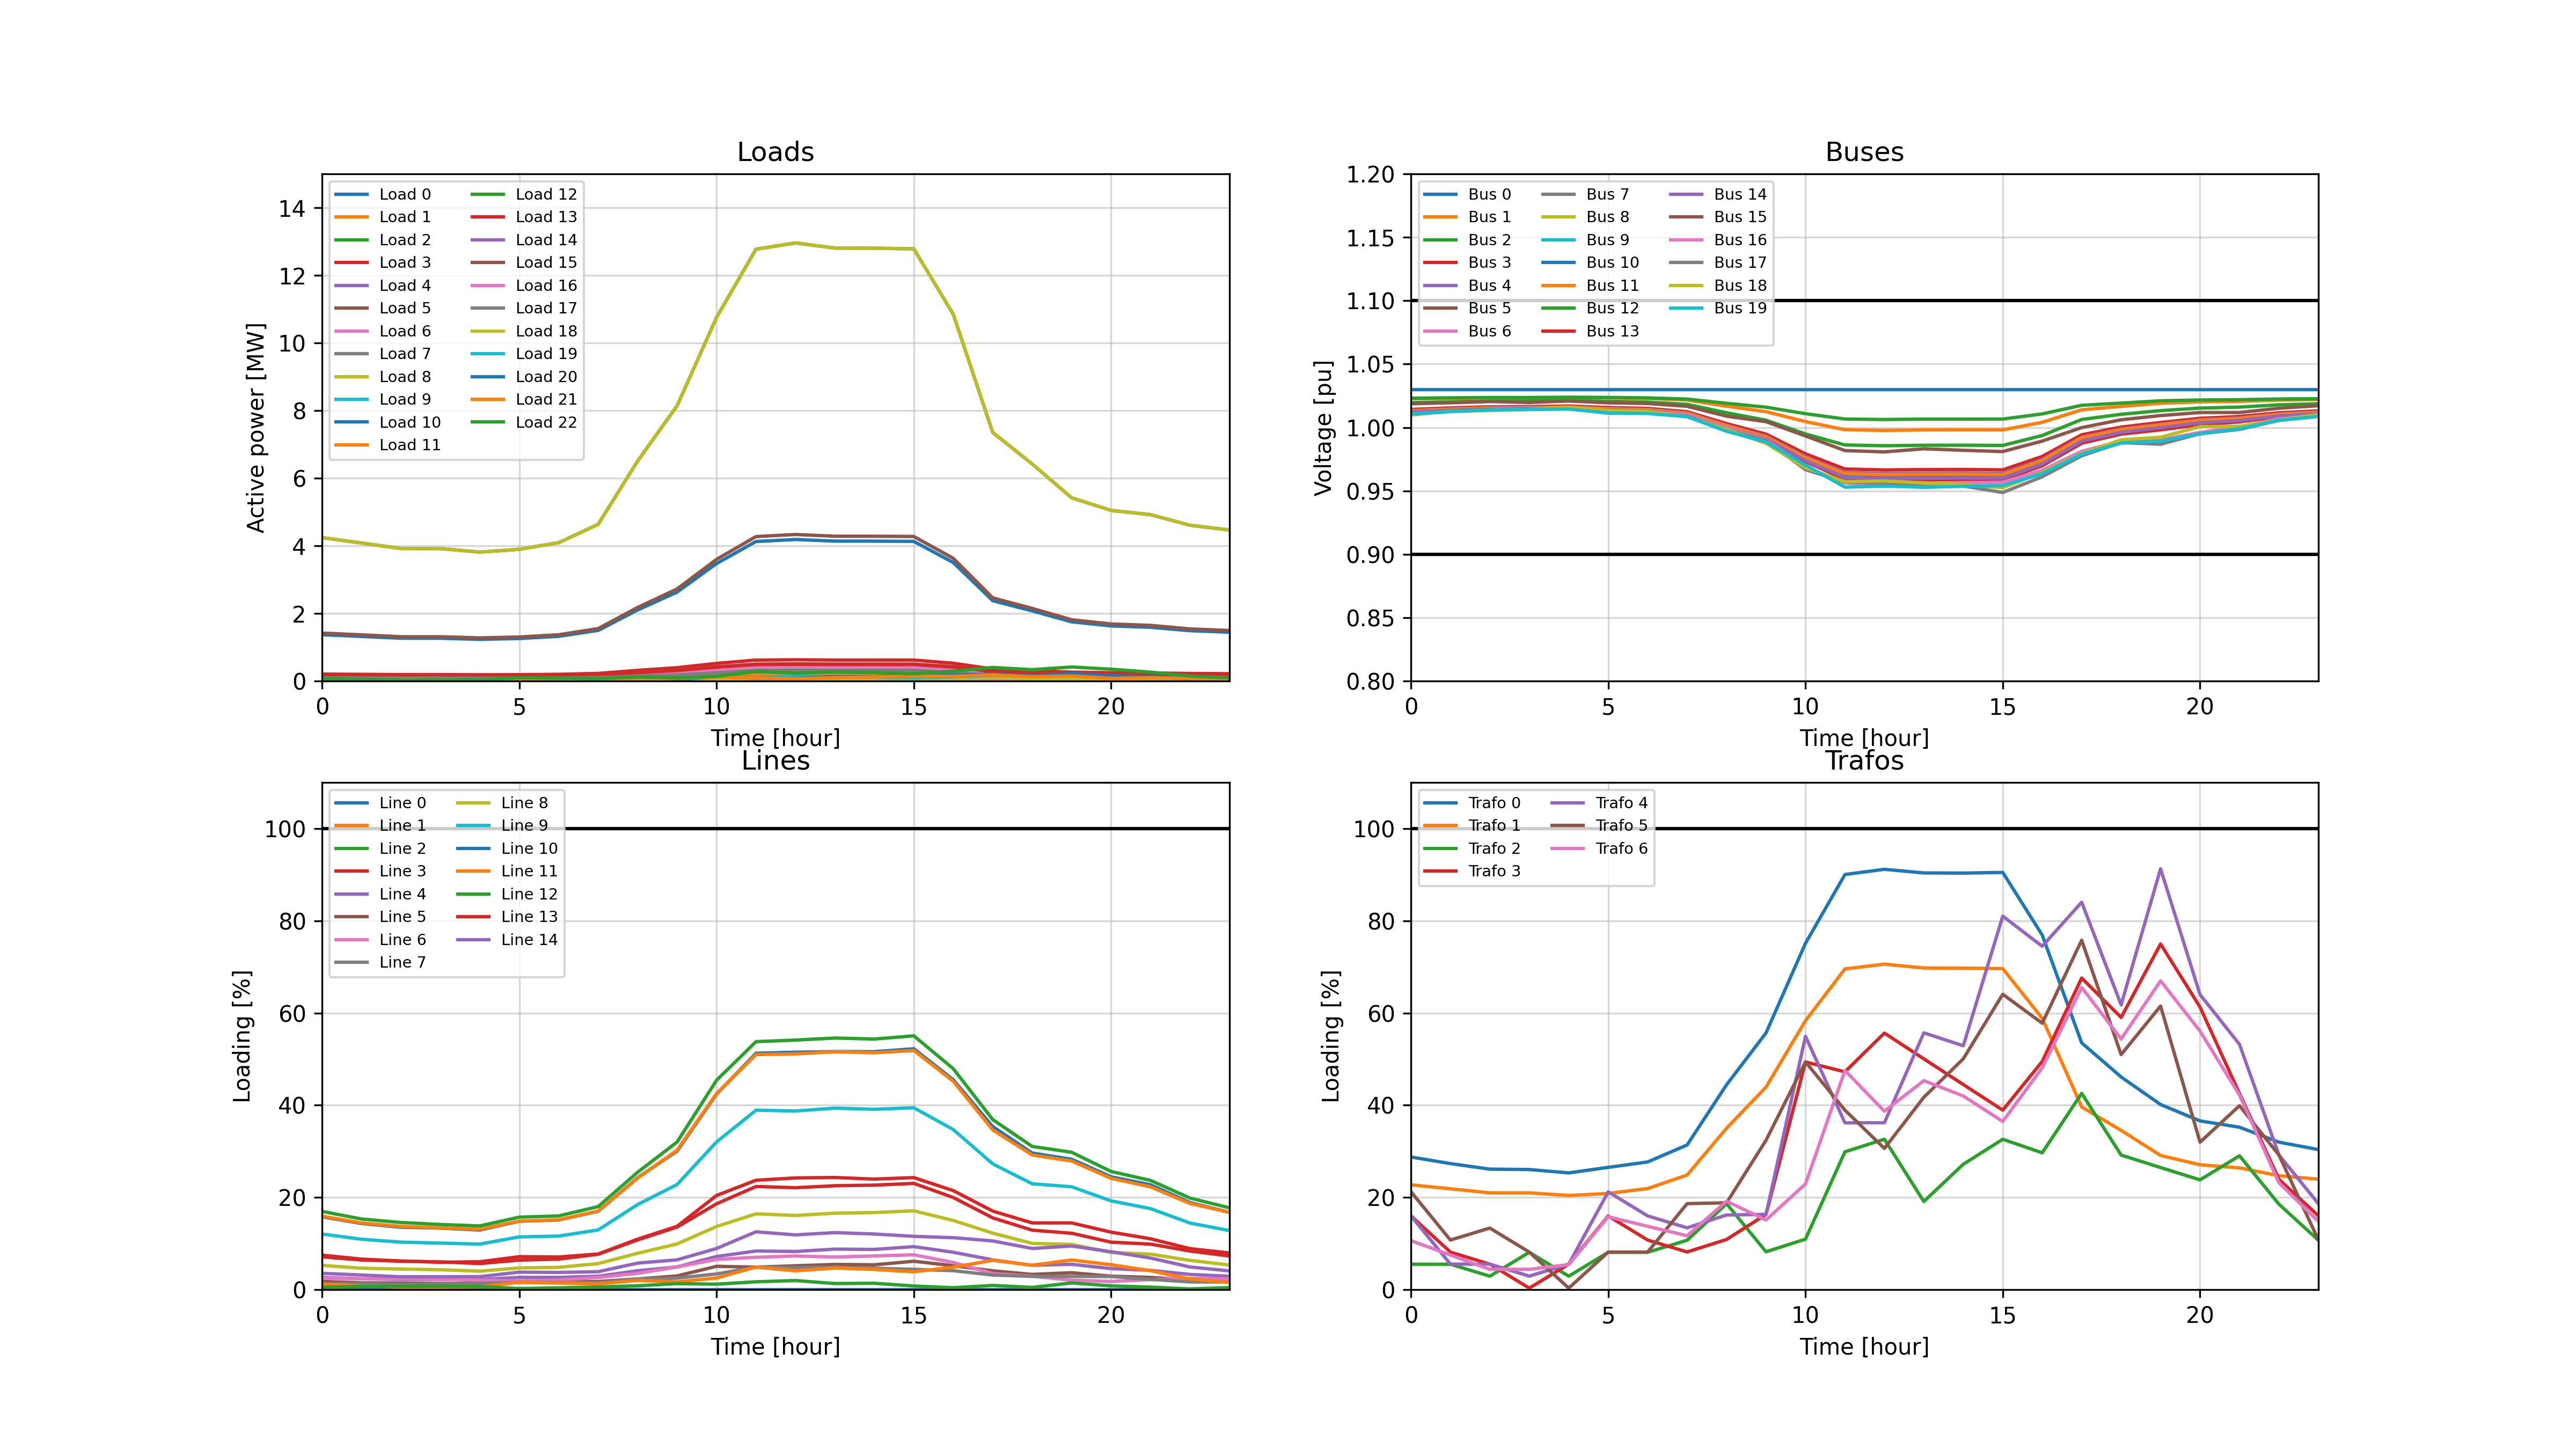 Loads
Active power [MW]
14
12
10
8
6
4
2
0
Load 0
Load 1
Load 2
Load 3
Load 4
Load 5
Load 6
Load 7
Load 8
Load 9
Load 10
Load 11
Load 12
Load 13
Load 14
Load 15
Load 16
Load 17
Load 18
Load 19
Load 20
Load 21
Load 22
0 5 10 15 20
Time [hour]
Buses
Voltage [pu]
1.20
1.15
1.10
1.05
1.00
0.95
0.90
0.85
0.80
Bus 0
Bus 1
Bus 2
Bus 3
Bus 4
Bus 5
Bus 6
Bus 7
Bus 8
Bus 9
Bus 10
Bus 11
Bus 12
Bus 13
Bus 14
Bus 15
Bus 16
Bus 17
Bus 18
Bus 19
0 5 10 15 20
Time [hour]
Lines
Loading [%]
100
80
60
40
20
0
Line 0
Line 1
Line 2
Line 3
Line 4
Line 5
Line 6
Line 7
Line 8
Line 9
Line 10
Line 11
Line 12
Line 13
Line 14
0 5 10 15 20
Time [hour]
Trafos
Loading [%]
100
80
60
40
20
0
Trafo 0
Trafo 1
Trafo 2
Trafo 3
Trafo 4
Trafo 5
Trafo 6
0 5 10 15 20
Time [hour]